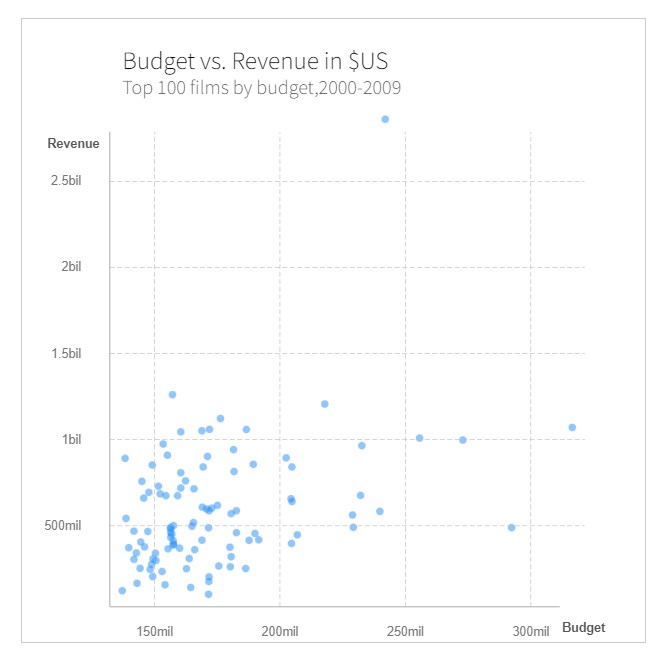 Budget vs. Revenue in $US
Top 100 films by budget,2000-2009
Revenue
2.5bil
2bil
1.5bil
1bil
500mil
150mil 200mil 250mil 300mil Budget